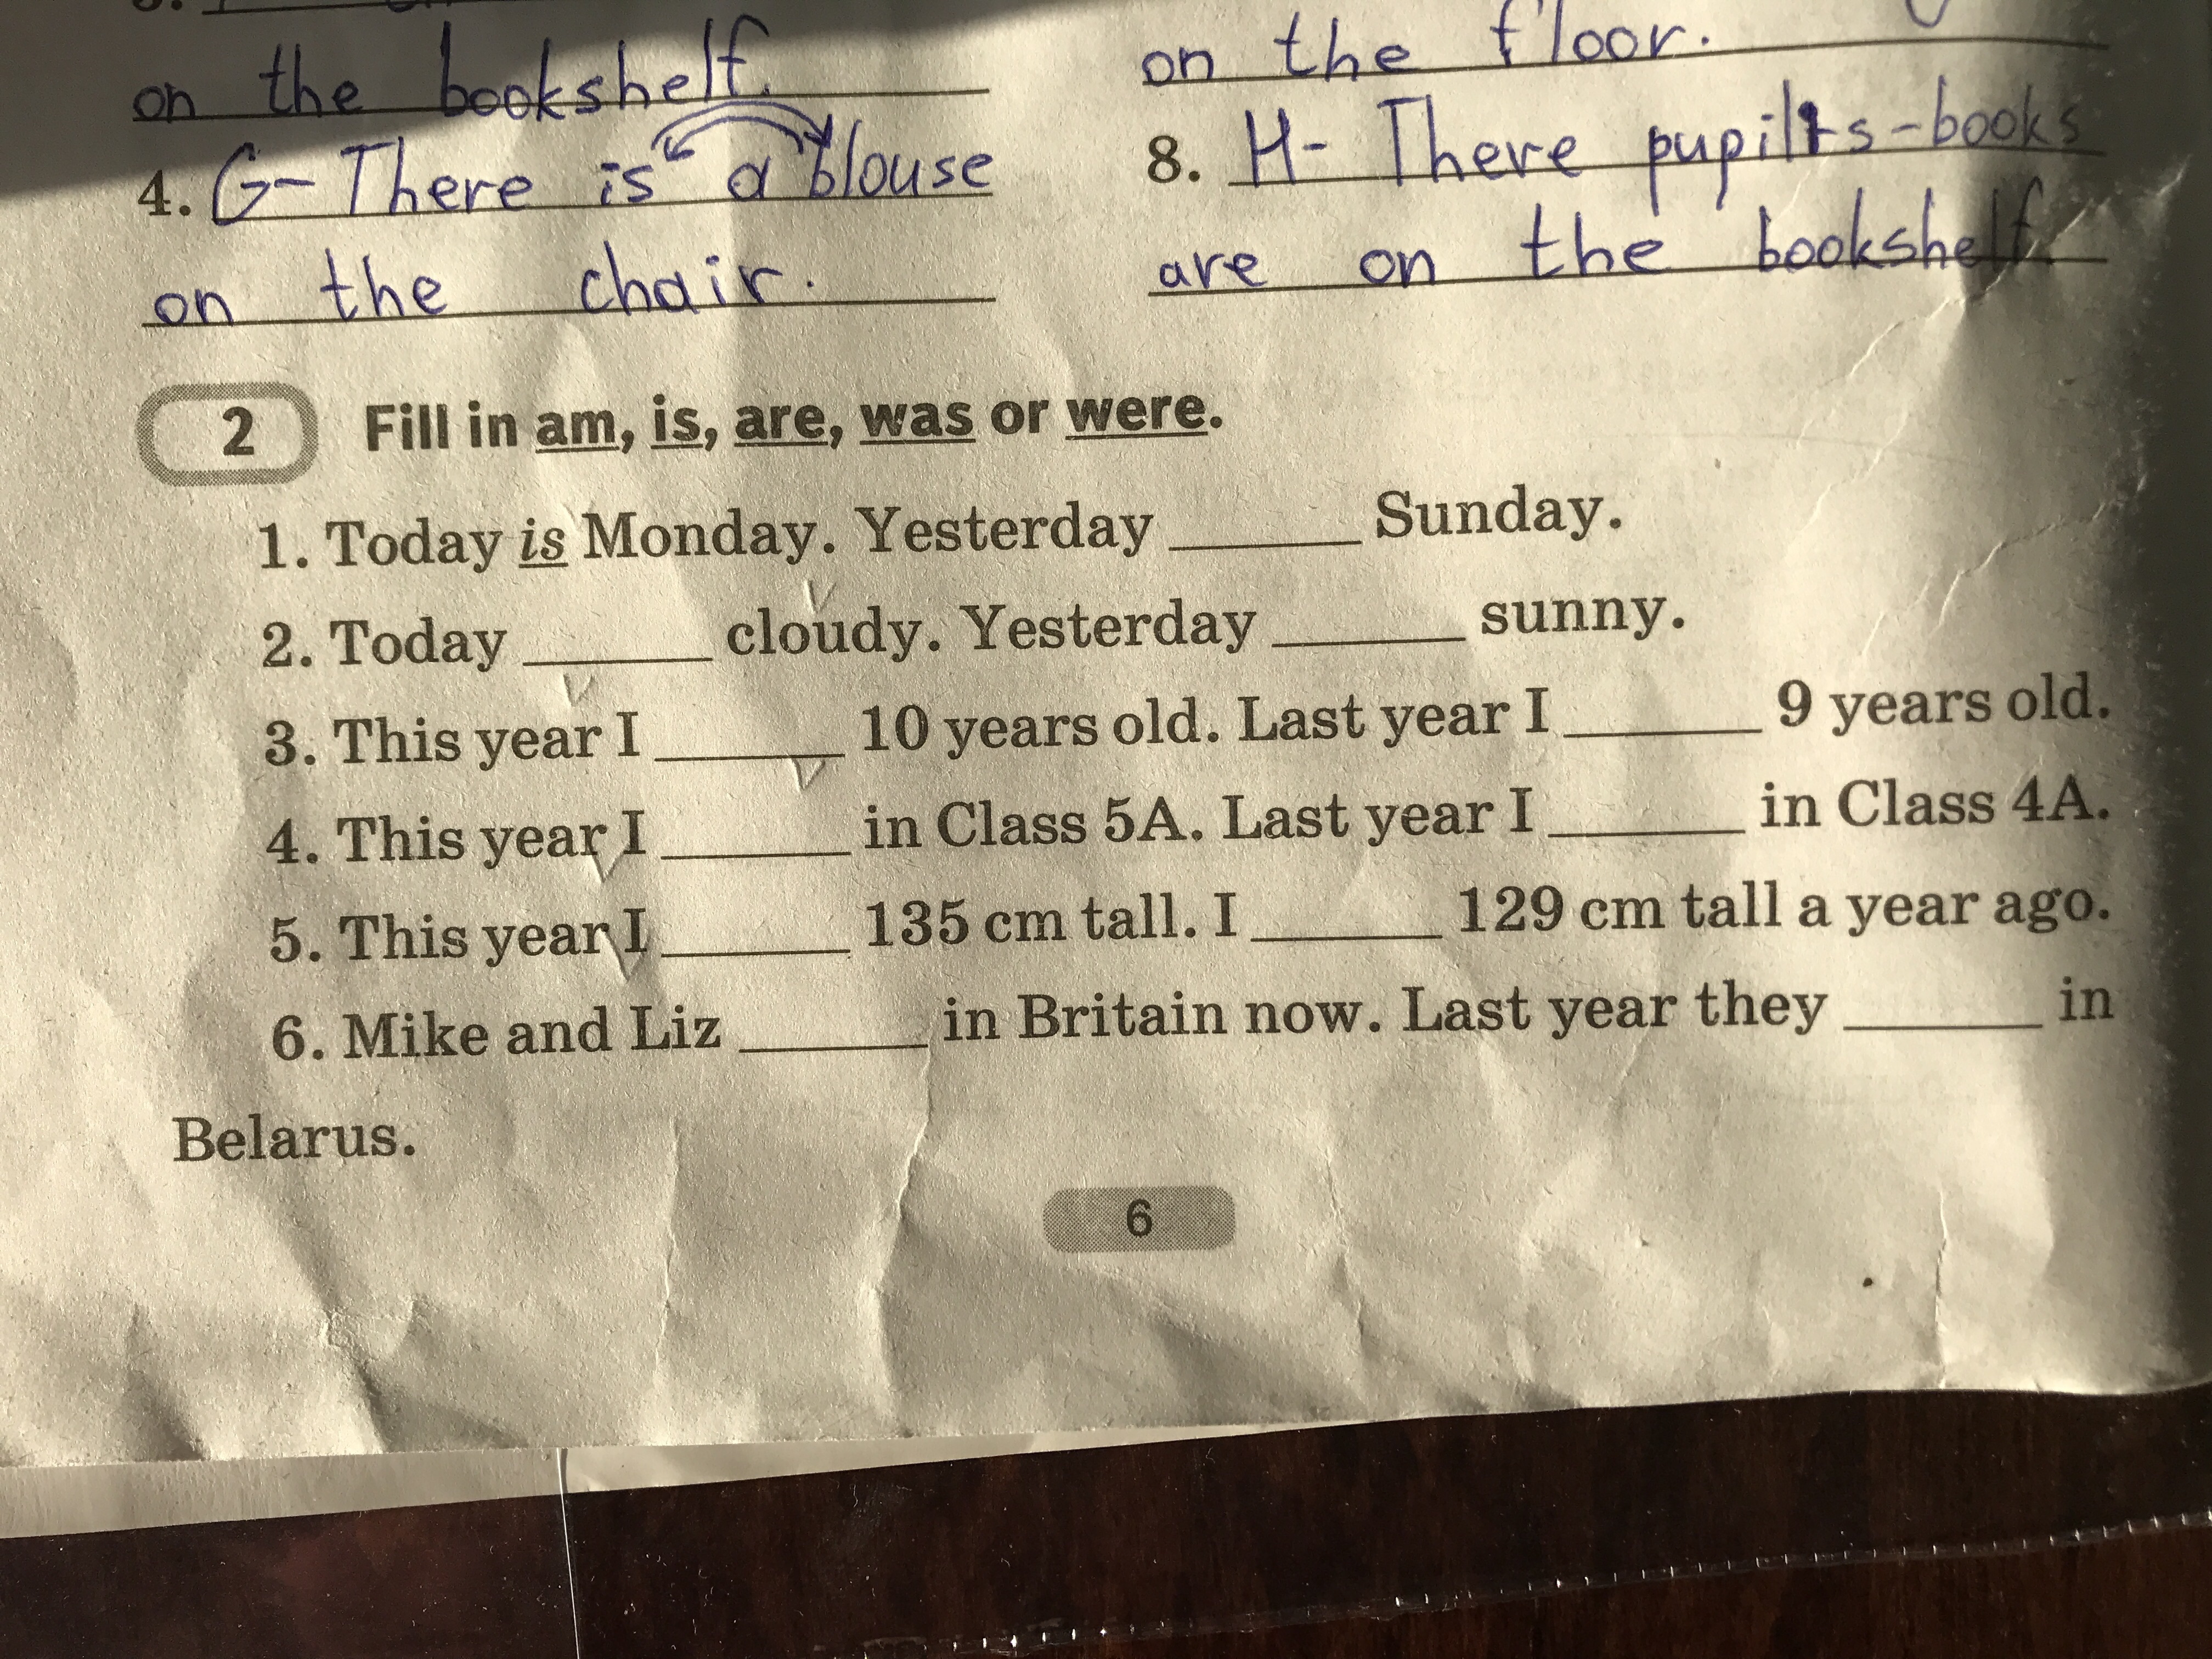 on the bookshelf.
on the floor.
4. G- There is a blouse
on the chair.
8. H- There pupils-books
are on the bookshelf.
2 Fill in am, is, are, was or were.
1. Today is Monday. Yesterday ______ Sunday.
2. Today ______ cloudy. Yesterday ______ sunny.
3. This year I ______ 10 years old. Last year I ______ 9 years old.
4. This year I ______ in Class 5A. Last year I ______ in Class 4A.
5. This year I ______ 135 cm tall. I ______ 129 cm tall a year ago.
6. Mike and Liz ______ in Britain now. Last year they ______ in
Belarus.
6